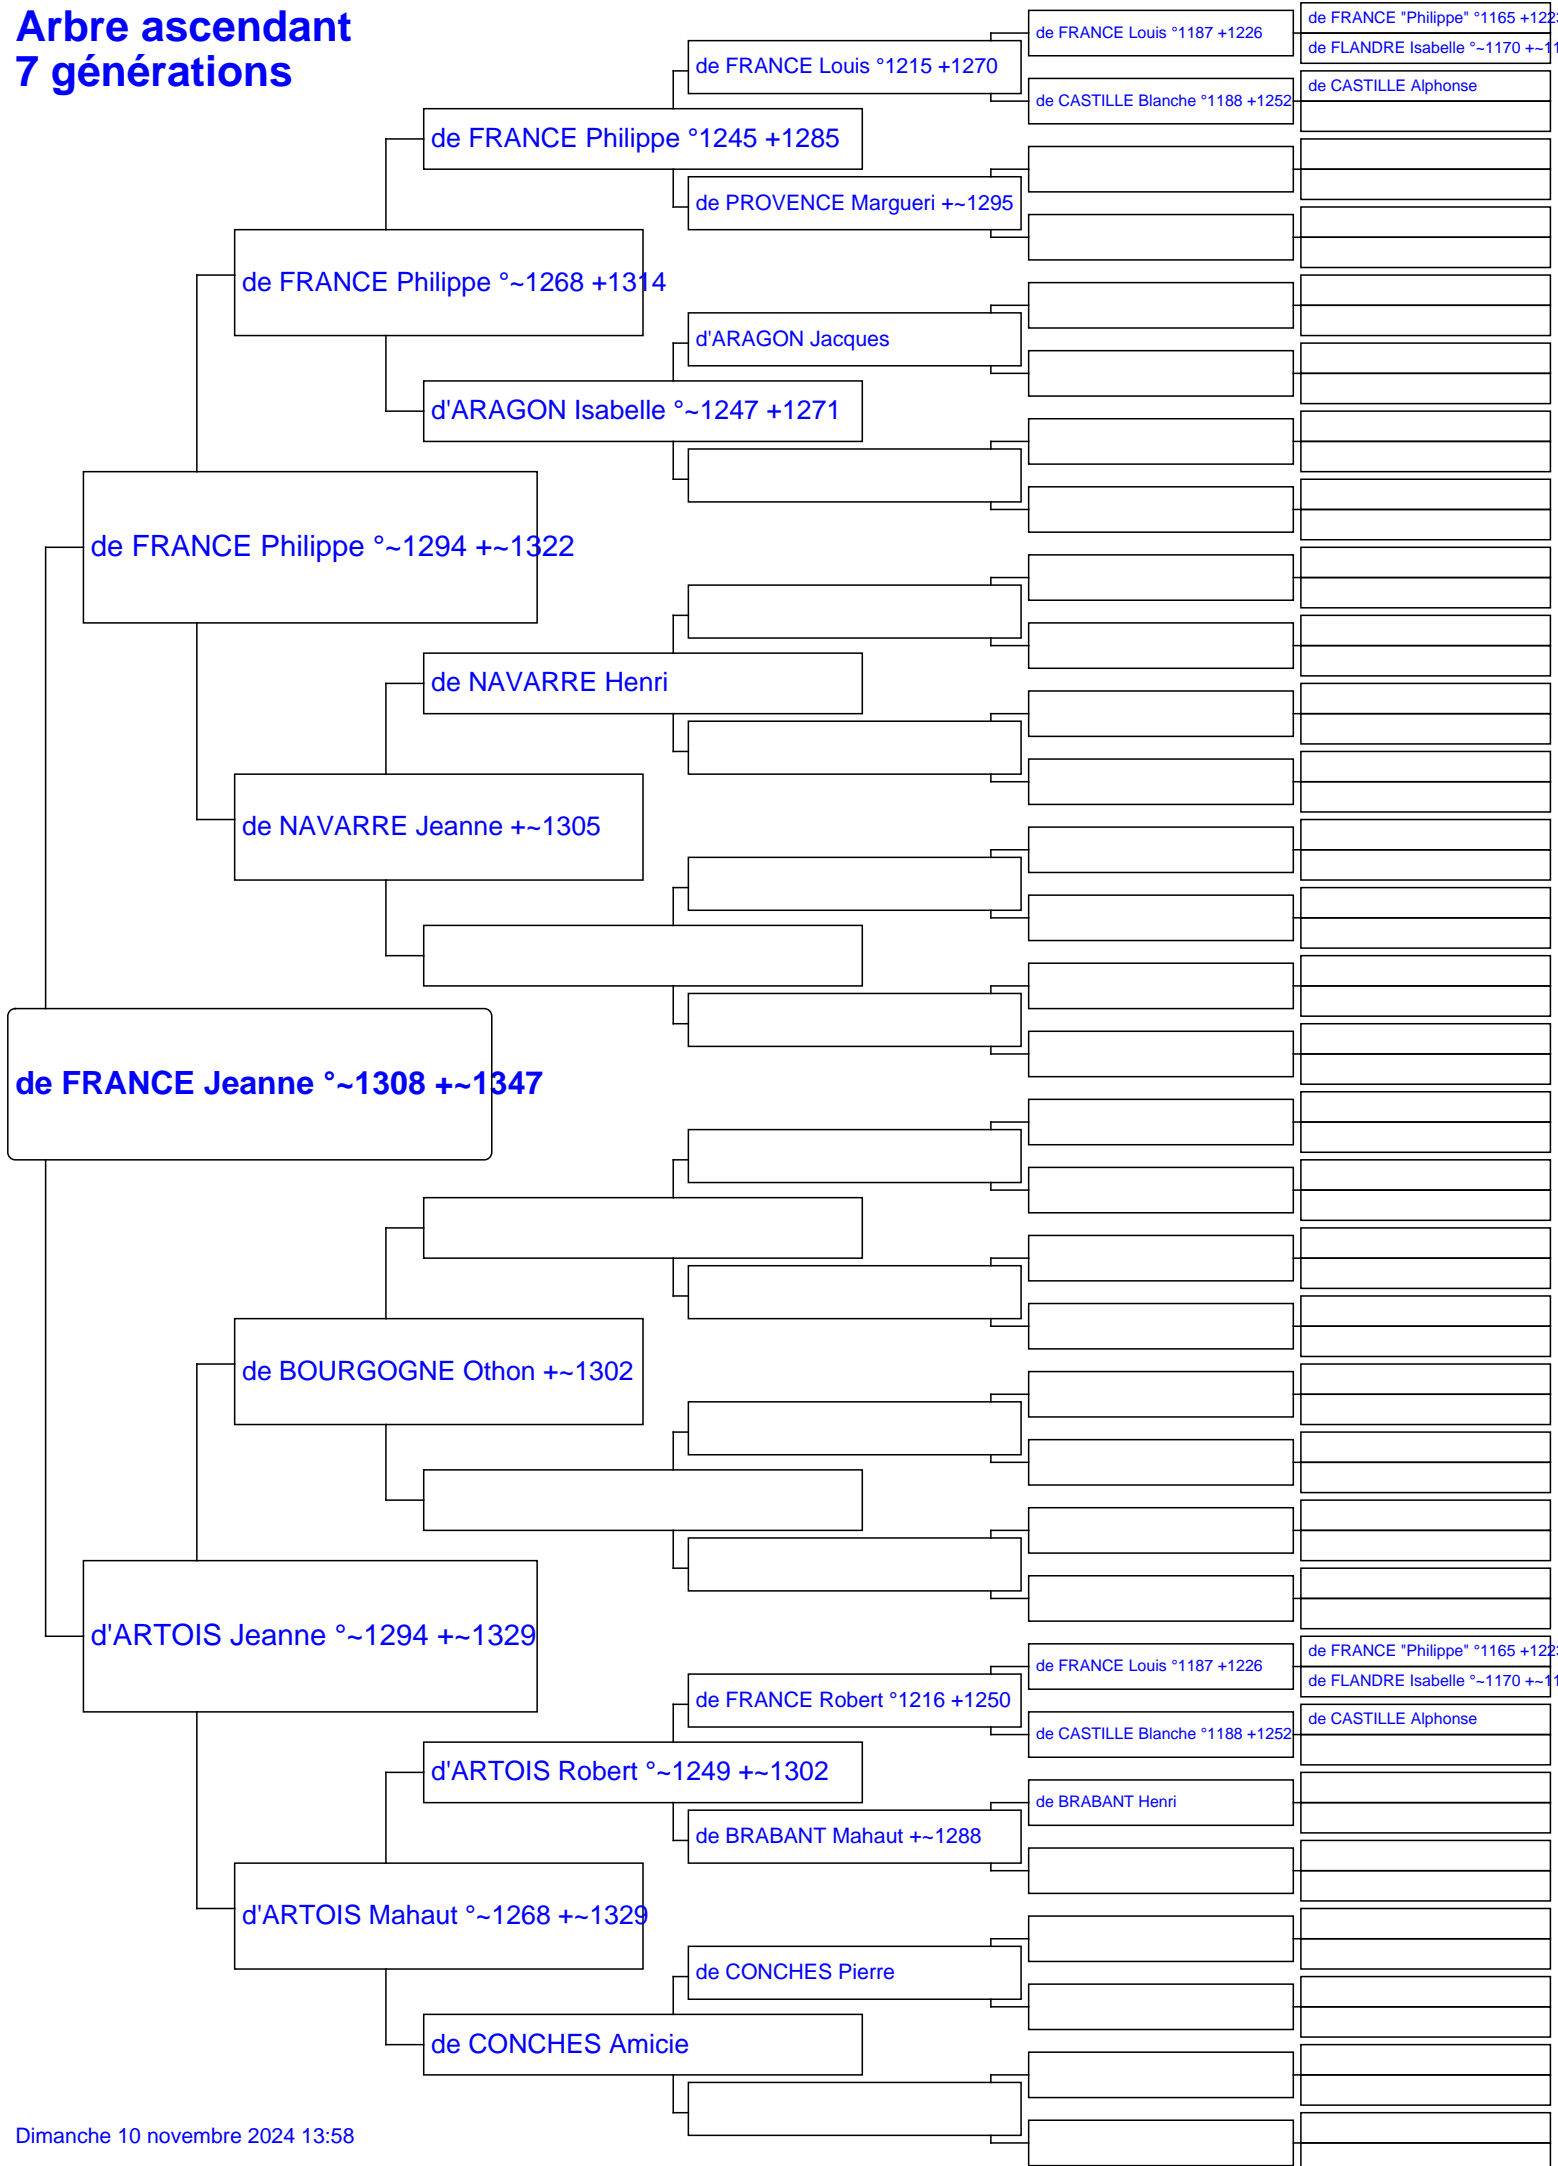 Arbre ascendant
7 générations
de FRANCE Louis °1187 +1226
de FRANCE "Philippe" °1165 +1223
de FLANDRE Isabelle °~1170 +~1
de FRANCE Louis °1215 +1270
de CASTILLE Blanche °1188 +1252
de CASTILLE Alphonse
de FRANCE Philippe °1245 +1285
de PROVENCE Margueri +~1295
de FRANCE Philippe °~1268 +1314
d'ARAGON Jacques
d'ARAGON Isabelle °~1247 +1271
de FRANCE Philippe °~1294 +~1322
de NAVARRE Henri
de NAVARRE Jeanne +~1305
de FRANCE Jeanne °~1308 +~1347
de BOURGOGNE Othon +~1302
d'ARTOIS Jeanne °~1294 +~1329
de FRANCE Louis °1187 +1226
de FRANCE "Philippe" °1165 +1223
de FLANDRE Isabelle °~1170 +~1
de FRANCE Robert °1216 +1250
de CASTILLE Blanche °1188 +1252
de CASTILLE Alphonse
d'ARTOIS Robert °~1249 +~1302
de BRABANT Henri
de BRABANT Mahaut +~1288
d'ARTOIS Mahaut °~1268 +~1329
de CONCHES Pierre
de CONCHES Amicie
Dimanche 10 novembre 2024 13:58